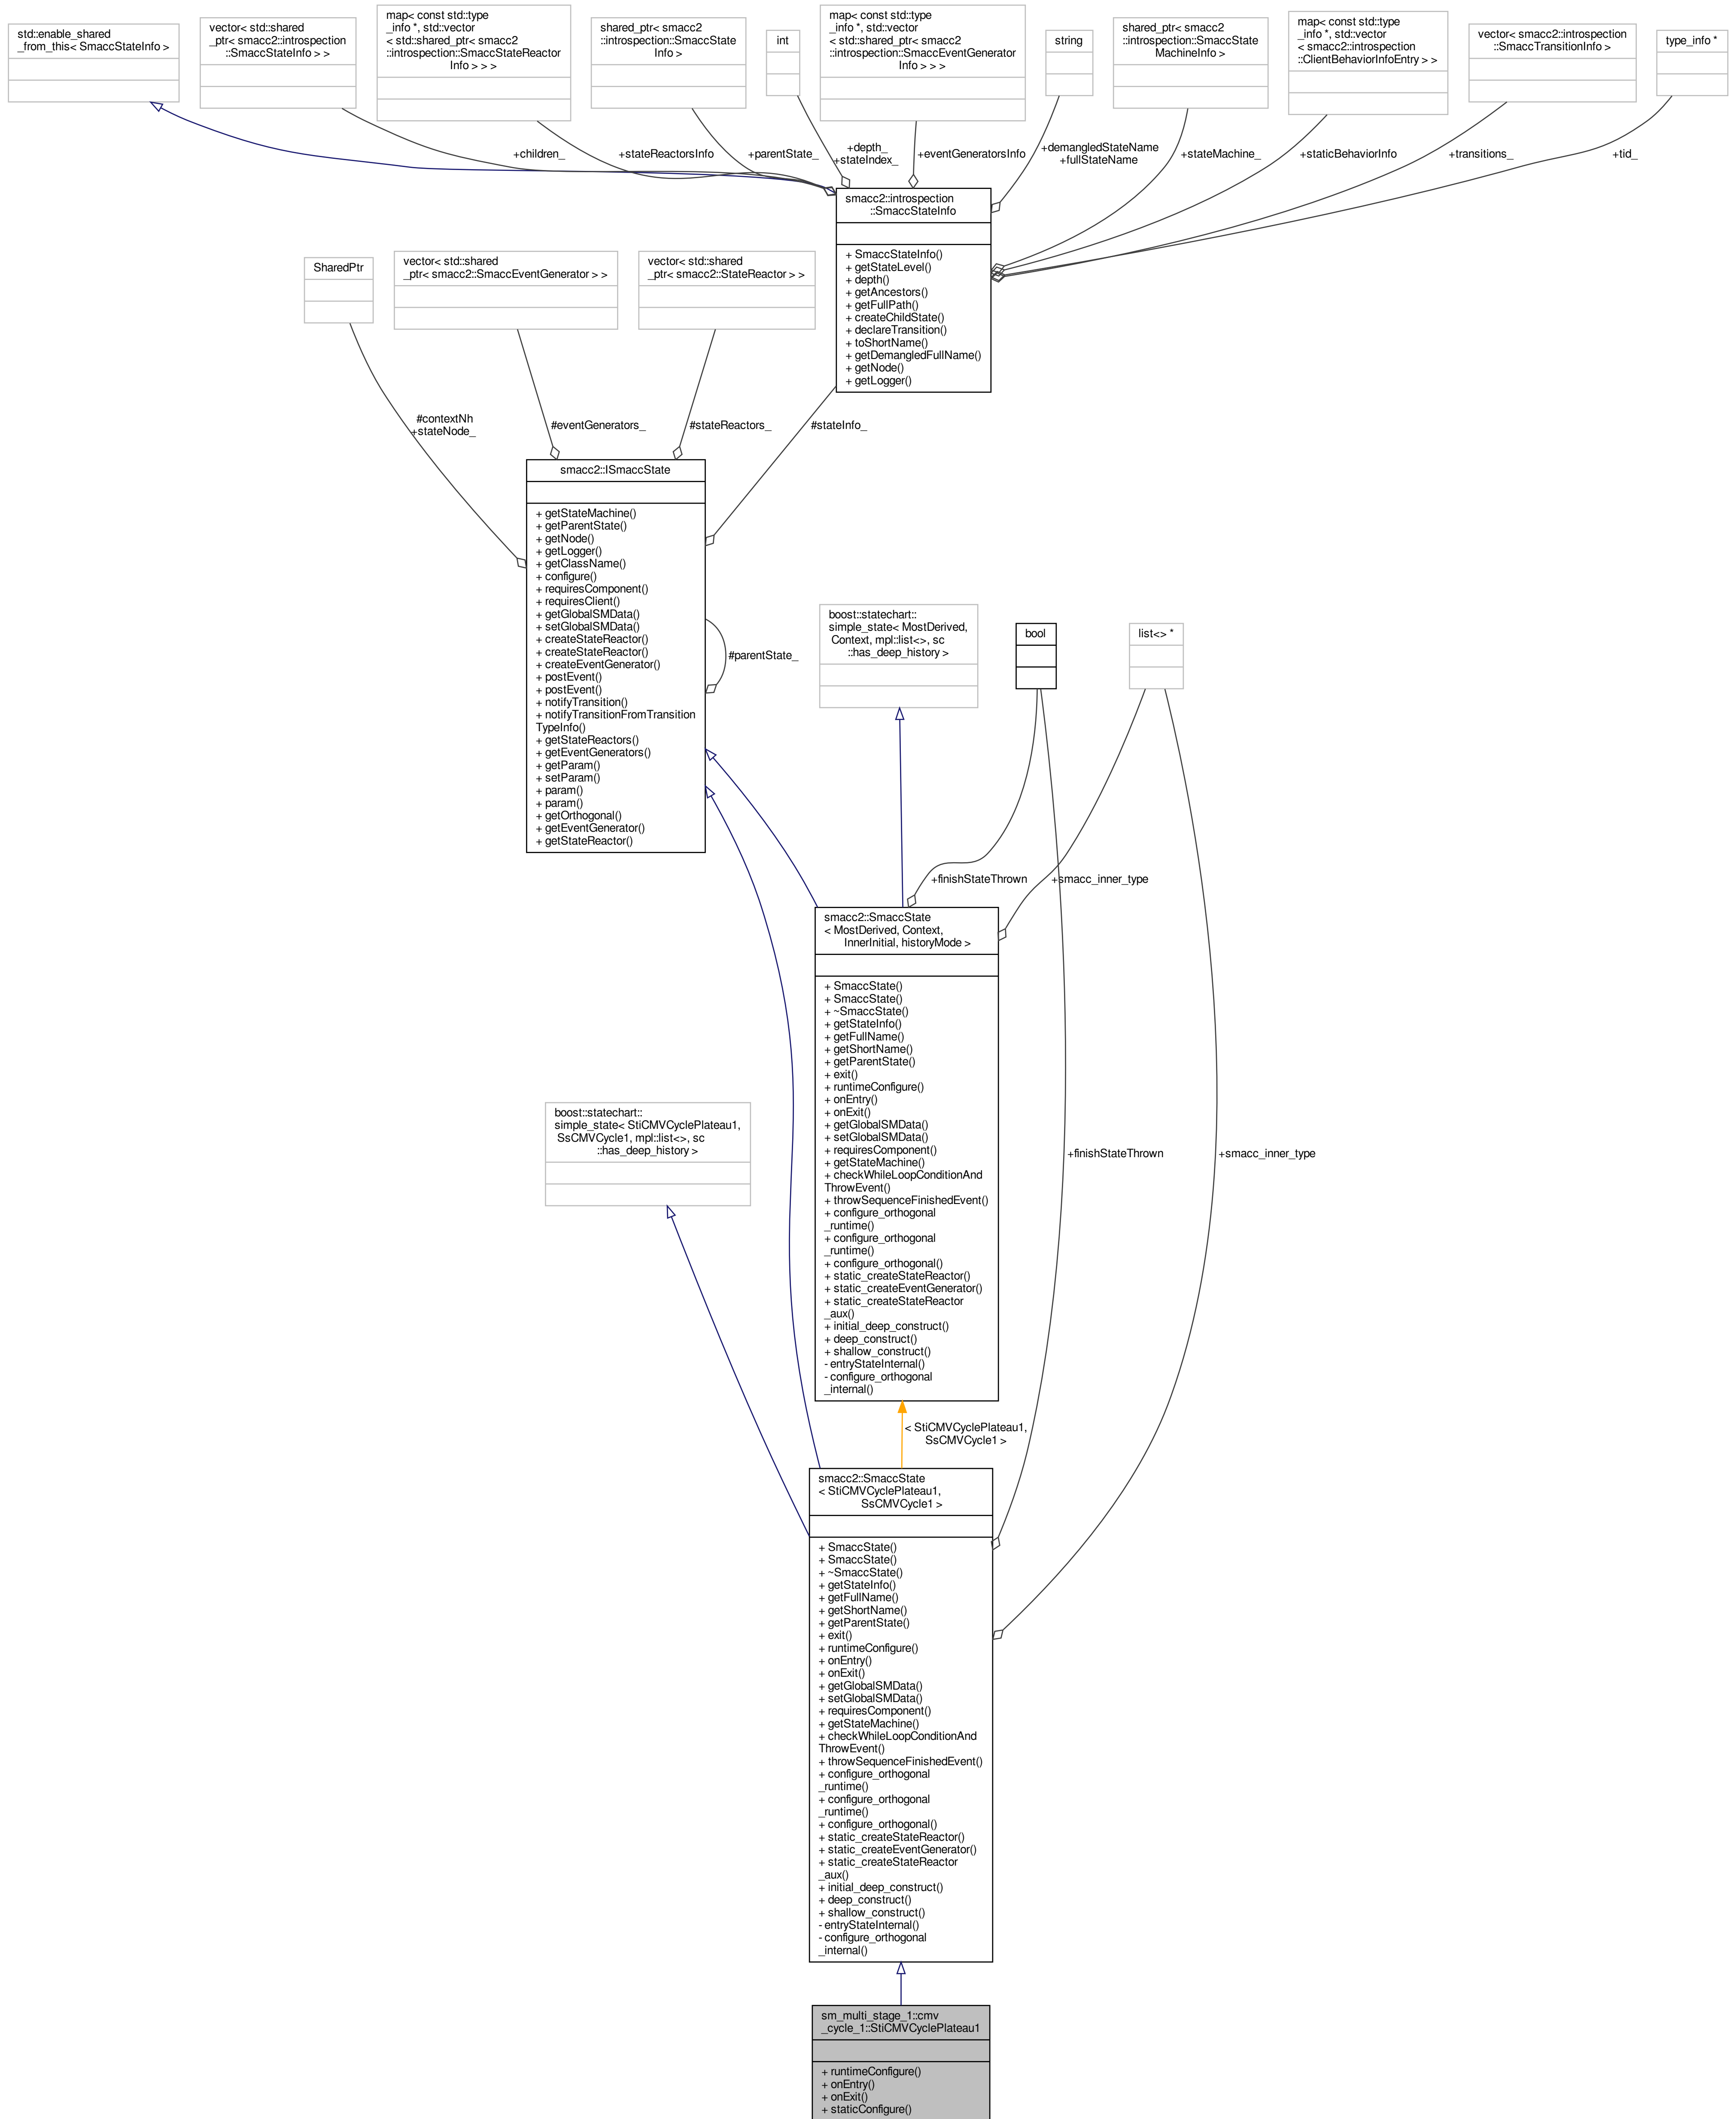 std::enable_shared
_from_this< SmaccStateInfo >
vector< std::shared
_ptr< smacc2::introspection
::SmaccStateInfo > >
map< const std::type
_info *, std::vector
< std::shared_ptr< smacc2
::introspection::SmaccStateReactor
Info > > >
shared_ptr< smacc2
::introspection::SmaccState
Info >
int
map< const std::type
_info *, std::vector
< std::shared_ptr< smacc2
::introspection::SmaccEventGenerator
Info > > >
string
shared_ptr< smacc2
::introspection::SmaccState
MachineInfo >
map< const std::type
_info *, std::vector
< smacc2::introspection
::ClientBehaviorInfoEntry > >
vector< smacc2::introspection
::SmaccTransitionInfo >
type_info *
+children_
+stateReactorsInfo
+parentState_
+depth_
+stateIndex_
+eventGeneratorsInfo
+demangledStateName
+fullStateName
+stateMachine_
+staticBehaviorInfo
+transitions_
+tid_
smacc2::introspection
::SmaccStateInfo
+ SmaccStateInfo()
+ getStateLevel()
+ depth()
+ getAncestors()
+ getFullPath()
+ createChildState()
+ declareTransition()
+ toShortName()
+ getDemangledFullName()
+ getNode()
+ getLogger()
SharedPtr
vector< std::shared
_ptr< smacc2::SmaccEventGenerator > >
vector< std::shared
_ptr< smacc2::StateReactor > >
#contextNh
+stateNode_
#eventGenerators_
#stateReactors_
#stateInfo_
smacc2::ISmaccState
+ getStateMachine()
+ getParentState()
+ getNode()
+ getLogger()
+ getClassName()
+ configure()
+ requiresComponent()
+ requiresClient()
+ getGlobalSMData()
+ setGlobalSMData()
+ createStateReactor()
+ createStateReactor()
+ createEventGenerator()
+ postEvent()
+ postEvent()
+ notifyTransition()
+ notifyTransitionFromTransition
TypeInfo()
+ getStateReactors()
+ getEventGenerators()
+ getParam()
+ setParam()
+ param()
+ param()
+ getOrthogonal()
+ getEventGenerator()
+ getStateReactor()
#parentState_
boost::statechart::
simple_state< MostDerived,
Context, mpl::list<>, sc
::has_deep_history >
bool
list<> *
+finishStateThrown
+smacc_inner_type
smacc2::SmaccState
< MostDerived, Context,
InnerInitial, historyMode >
+ SmaccState()
+ SmaccState()
+ ~SmaccState()
+ getStateInfo()
+ getFullName()
+ getShortName()
+ getParentState()
+ exit()
+ runtimeConfigure()
+ onEntry()
+ onExit()
+ getGlobalSMData()
+ setGlobalSMData()
+ requiresComponent()
+ getStateMachine()
+ checkWhileLoopConditionAnd
ThrowEvent()
+ throwSequenceFinishedEvent()
+ configure_orthogonal
_runtime()
+ configure_orthogonal
_runtime()
+ configure_orthogonal()
+ static_createStateReactor()
+ static_createEventGenerator()
+ static_createStateReactor
_aux()
+ initial_deep_construct()
+ deep_construct()
+ shallow_construct()
- entryStateInternal()
- configure_orthogonal
_internal()
boost::statechart::
simple_state< StiCMVCyclePlateau1,
SsCMVCycle1, mpl::list<>, sc
::has_deep_history >
+finishStateThrown
+smacc_inner_type
< StiCMVCyclePlateau1,
SsCMVCycle1 >
smacc2::SmaccState
< StiCMVCyclePlateau1,
SsCMVCycle1 >
+ SmaccState()
+ SmaccState()
+ ~SmaccState()
+ getStateInfo()
+ getFullName()
+ getShortName()
+ getParentState()
+ exit()
+ runtimeConfigure()
+ onEntry()
+ onExit()
+ getGlobalSMData()
+ setGlobalSMData()
+ requiresComponent()
+ getStateMachine()
+ checkWhileLoopConditionAnd
ThrowEvent()
+ throwSequenceFinishedEvent()
+ configure_orthogonal
_runtime()
+ configure_orthogonal
_runtime()
+ configure_orthogonal()
+ static_createStateReactor()
+ static_createEventGenerator()
+ static_createStateReactor
_aux()
+ initial_deep_construct()
+ deep_construct()
+ shallow_construct()
- entryStateInternal()
- configure_orthogonal
_internal()
sm_multi_stage_1::cmv
_cycle_1::StiCMVCyclePlateau1
+ runtimeConfigure()
+ onEntry()
+ onExit()
+ staticConfigure()